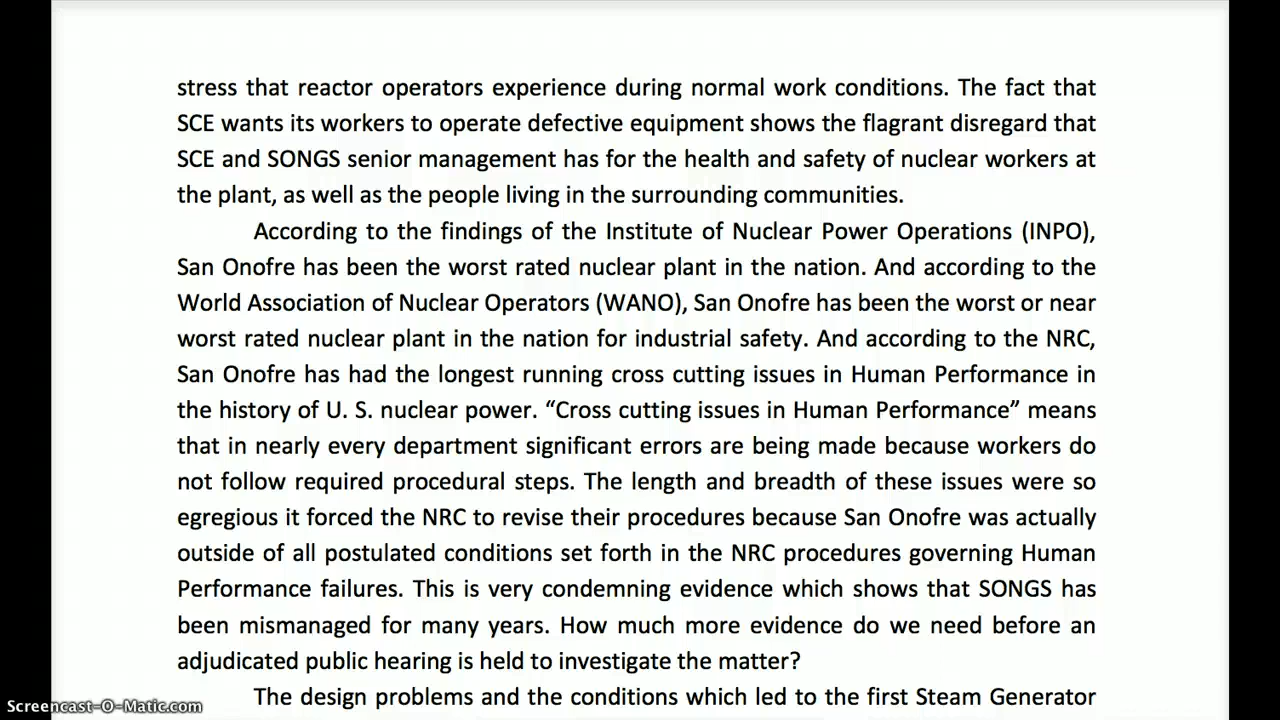 stress that reactor operators experience during normal work conditions. The fact that
SCE wants its workers to operate defective equipment shows the flagrant disregard that
SCE and SONGS senior management has for the health and safety of nuclear workers at
the plant, as well as the people living in the surrounding communities.
According to the findings of the Institute of Nuclear Power Operations (INPO),
San Onofre has been the worst rated nuclear plant in the nation. And according to the
World Association of Nuclear Operators (WANO), San Onofre has been the worst or near
worst rated nuclear plant in the nation for industrial safety. And according to the NRC,
San Onofre has had the longest running cross cutting issues in Human Performance in
the history of U. S. nuclear power. “Cross cutting issues in Human Performance” means
that in nearly every department significant errors are being made because workers do
not follow required procedural steps. The length and breadth of these issues were so
egregious it forced the NRC to revise their procedures because San Onofre was actually
outside of all postulated conditions set forth in the NRC procedures governing Human
Performance failures. This is very condemning evidence which shows that SONGS has
been mismanaged for many years. How much more evidence do we need before an
adjudicated public hearing is held to investigate the matter?
The design problems and the conditions which led to the first Steam Generator
Screencast-O-Matic.com